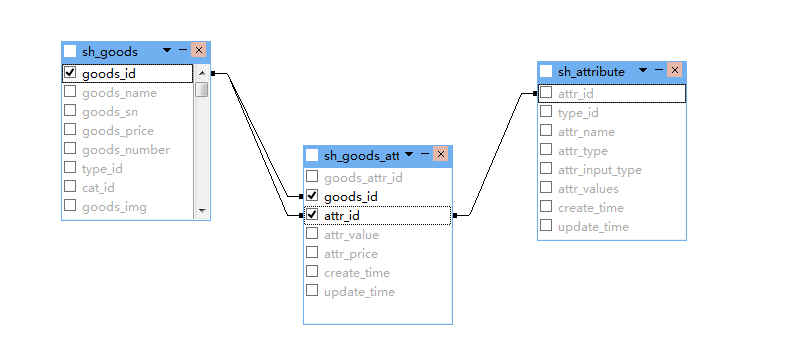 sh_goods
goods_id
goods_name
goods_sn
goods_price
goods_number
type_id
cat_id
goods_img
sh_goods_att
goods_attr_id
goods_id
attr_id
attr_value
attr_price
create_time
update_time
sh_attribute
attr_id
type_id
attr_name
attr_type
attr_input_type
attr_values
create_time
update_time